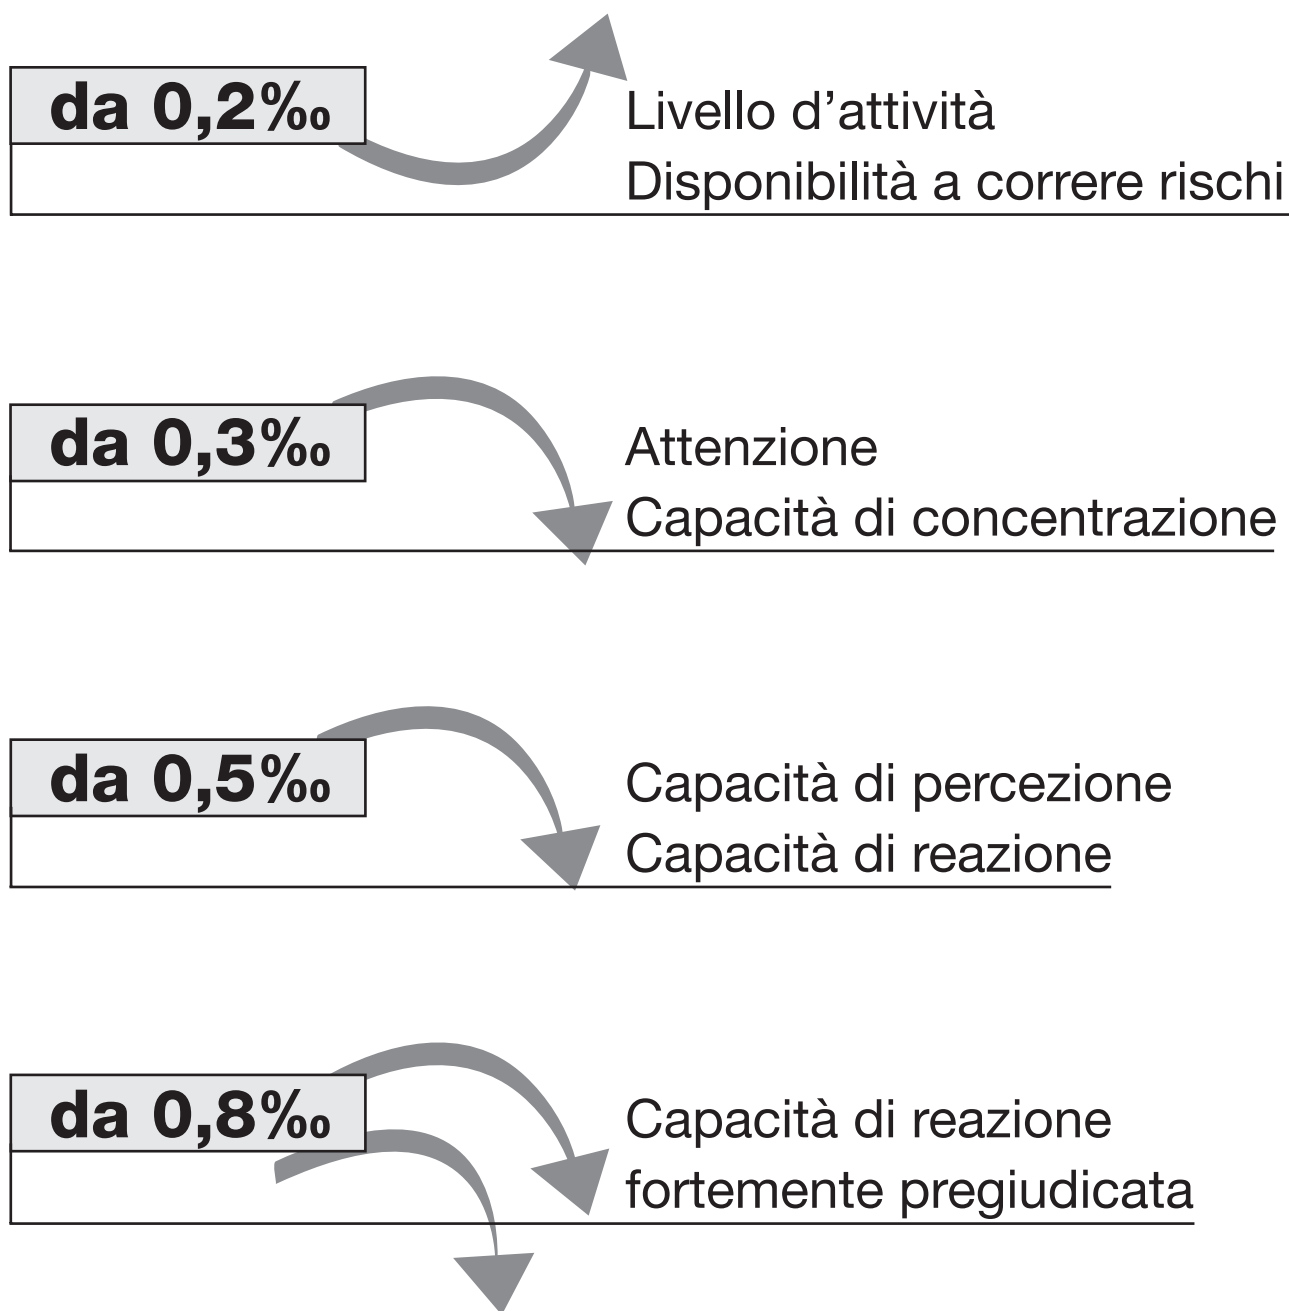 da 0,2‰
Livello d’attività
Disponibilità a correre rischi
da 0,3‰
Attenzione
Capacità di concentrazione
da 0,5‰
Capacità di percezione
Capacità di reazione
da 0,8‰
Capacità di reazione
fortemente pregiudicata